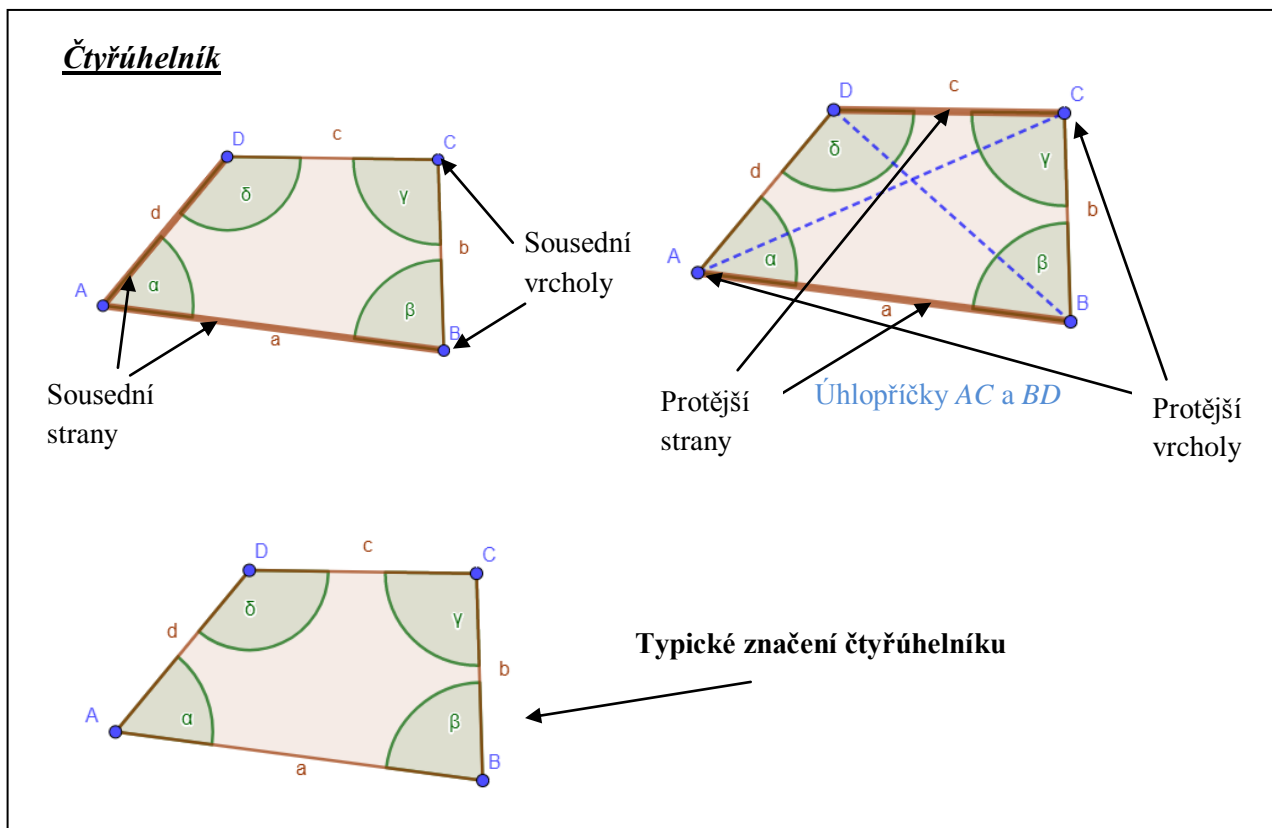 Čtyřúhelník
D
c
C
δ
γ
d
b
A
α
β
B
a
Sousední
vrcholy
Sousední
strany
D
c
C
δ
γ
d
b
A
α
β
B
a
Protější
strany
Úhlopříčky AC a BD
Protější
vrcholy
D
c
C
δ
γ
d
b
A
α
β
B
a
Typické značení čtyřúhelníku